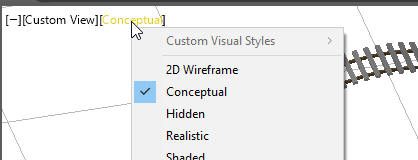 [−][Custom View][Conceptual]
Custom Visual Styles
2D Wireframe
Conceptual
Hidden
Realistic
Shaded